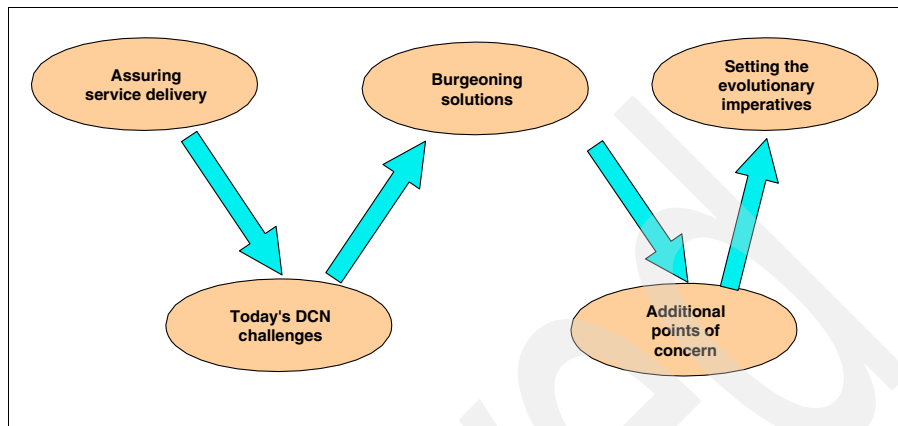 Assuring
service delivery
Today's DCN
challenges
Burgeoning
solutions
Additional
points of
concern
Setting the
evolutionary
imperatives